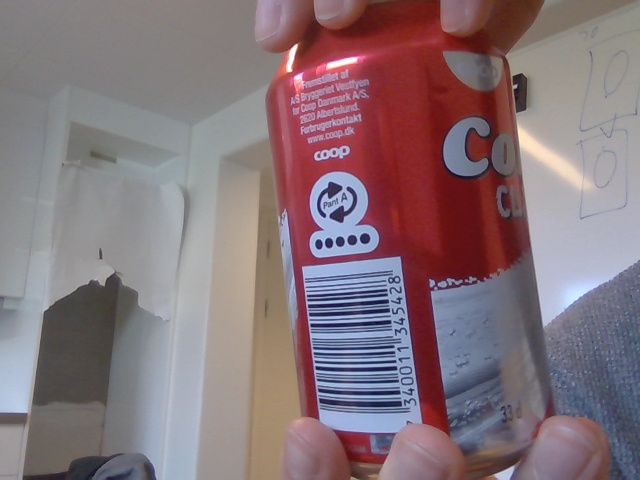 Fremstillet af
A/S Bryggeriet Vestfyen
for Coop Danmark A/S,
2620 Albertslund.
Forbrugerkontakt
www.coop.dk
coop
Pant A
340011 345428
Co
CL
33 c